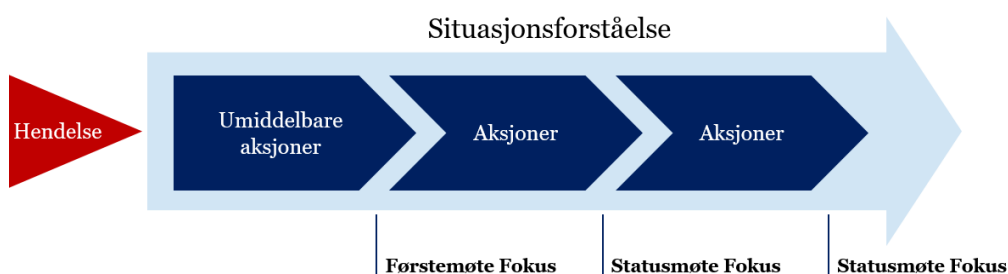 Situasjonsforståelse
Hendelse
Umiddelbare
aksjoner
Aksjoner
Aksjoner
Førstemøte Fokus
Statusmøte Fokus
Statusmøte Fokus